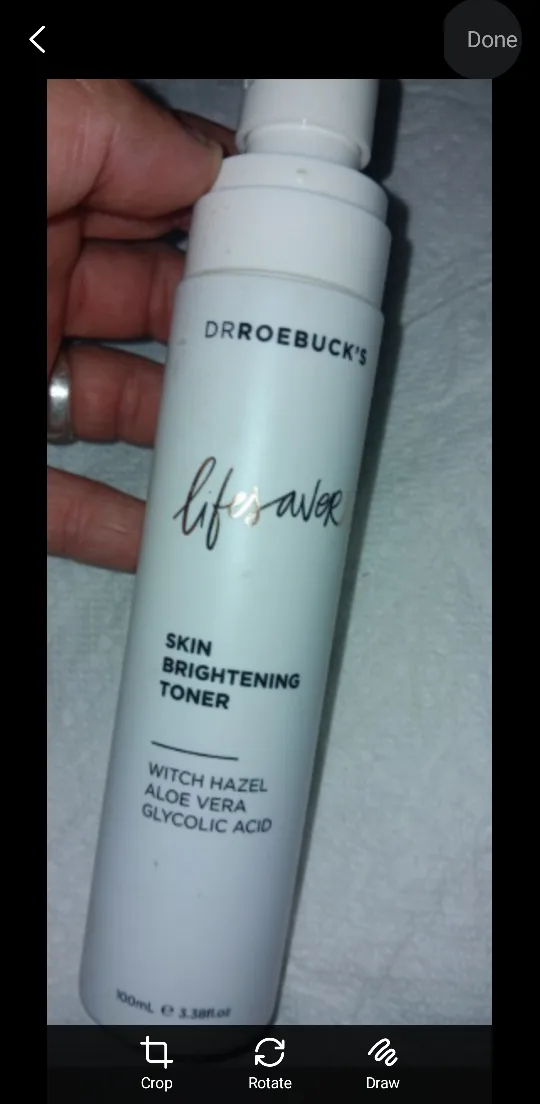 Done
DRROEBUCK'S
lifesaver
SKIN
BRIGHTENING
TONER
WITCH HAZEL
ALOE VERA
GLYCOLIC ACID
100mL ℮ 3.38fl.oz
Crop
Rotate
Draw